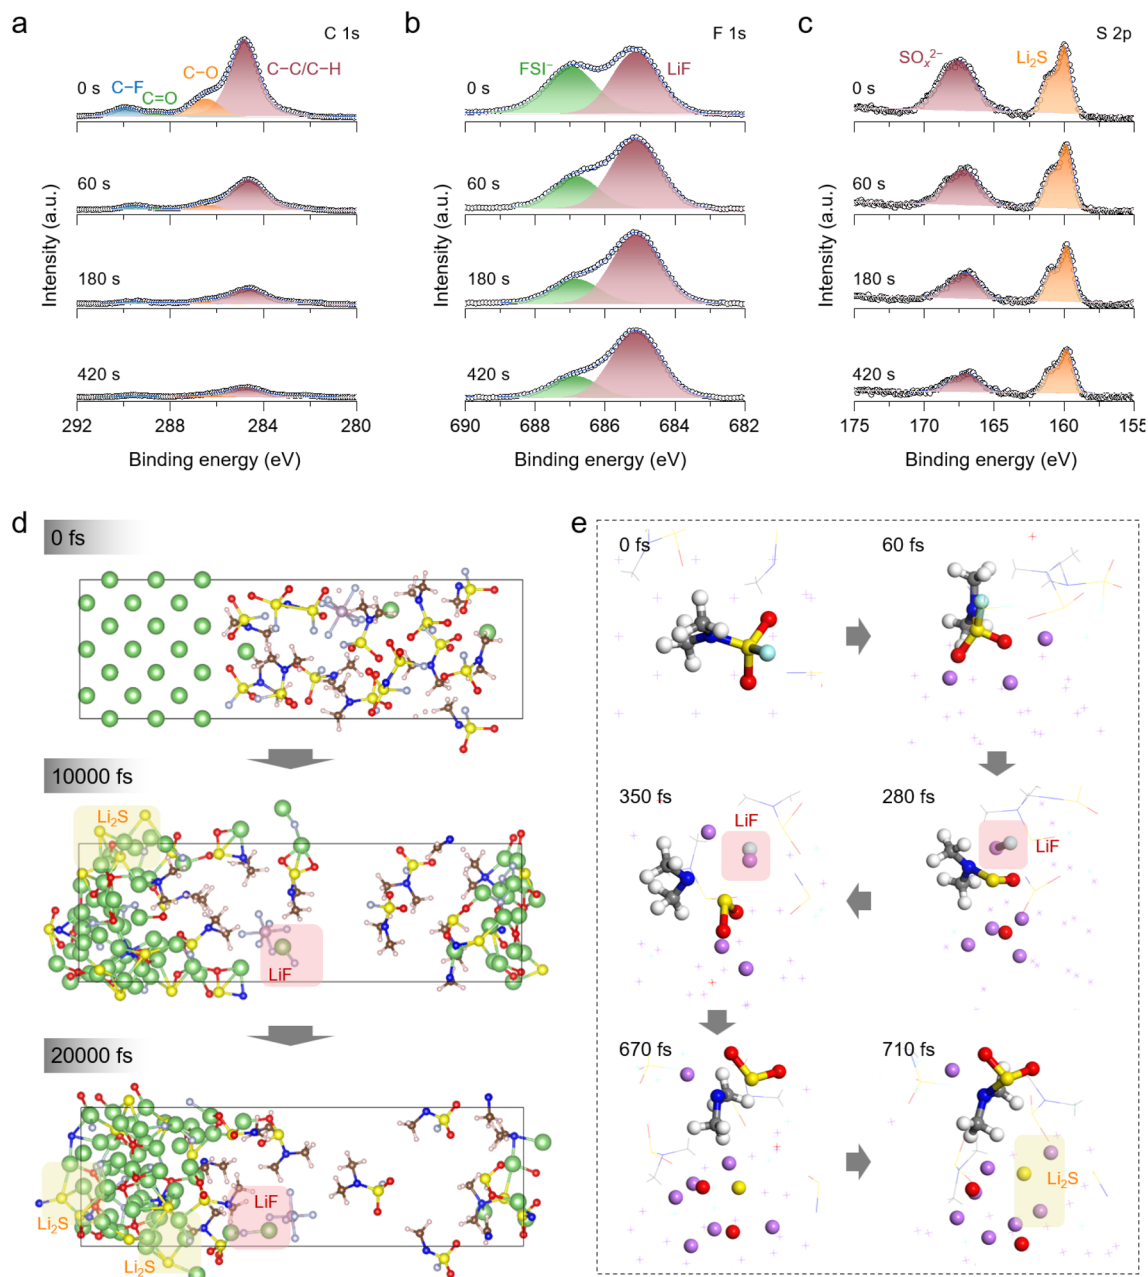 a
C 1s
C–F
C=O
C–O
C–C/C–H
0 s
60 s
180 s
420 s
292
288
284
280
Binding energy (eV)
Intensity (a.u.)
b
F 1s
FSI⁻
LiF
0 s
60 s
180 s
420 s
690
688
686
684
682
Binding energy (eV)
Intensity (a.u.)
c
S 2p
SOₓ²⁻
Li₂S
0 s
60 s
180 s
420 s
175
170
165
160
155
Binding energy (eV)
Intensity (a.u.)
d
0 fs
10000 fs
Li₂S
LiF
20000 fs
Li₂S
LiF
Li₂S
e
0 fs
60 fs
350 fs
LiF
280 fs
LiF
670 fs
710 fs
Li₂S